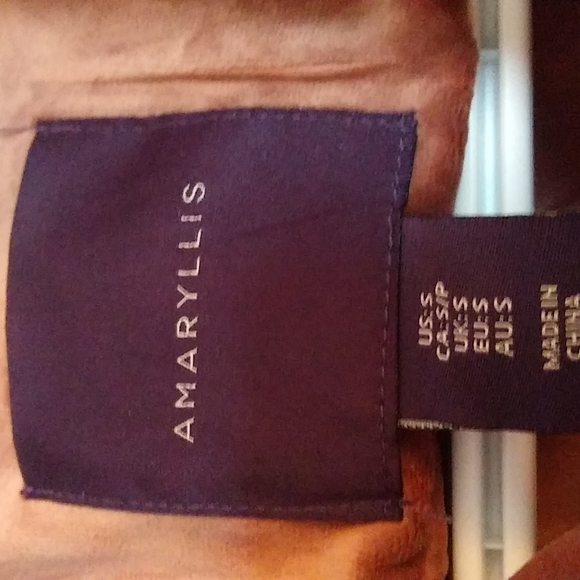 AMARYLLIS
US:S
CA:S/P
UK:S
EU:S
AU:S
MADE IN
CHINA